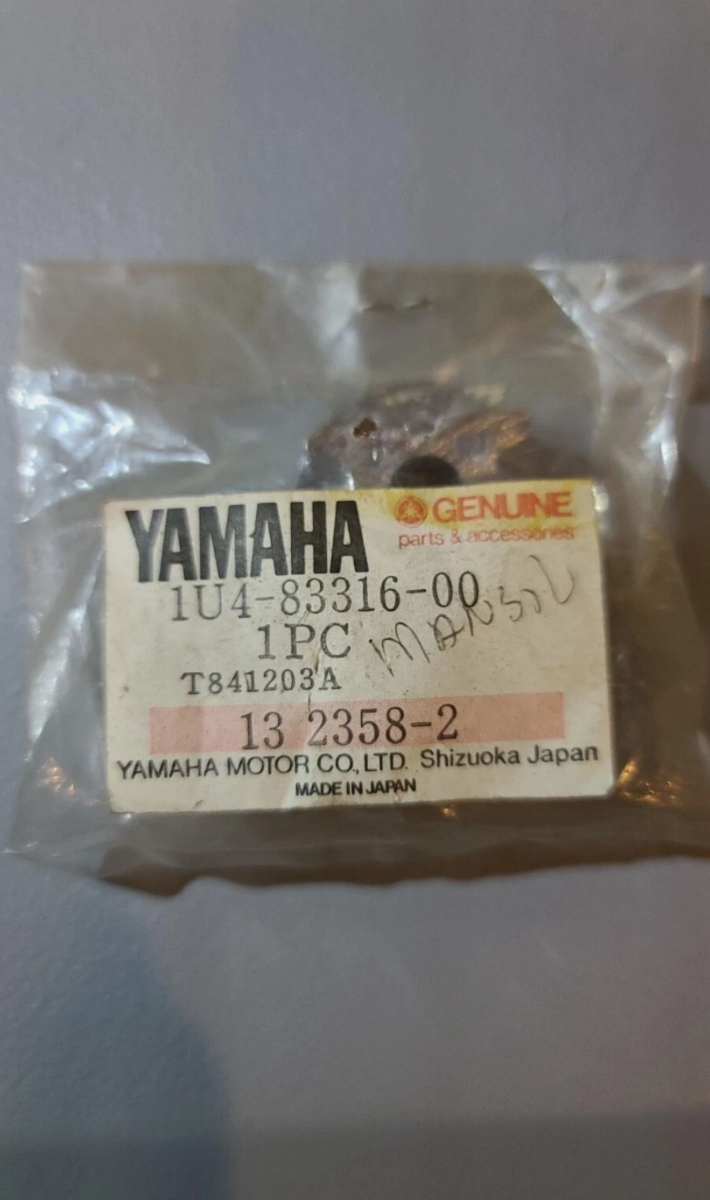 YAMAHA GENUINE
parts & accessories
1U4-83316-00
1PC
T841203A
13 2358-2
YAMAHA MOTOR CO., LTD. Shizuoka Japan
MADE IN JAPAN